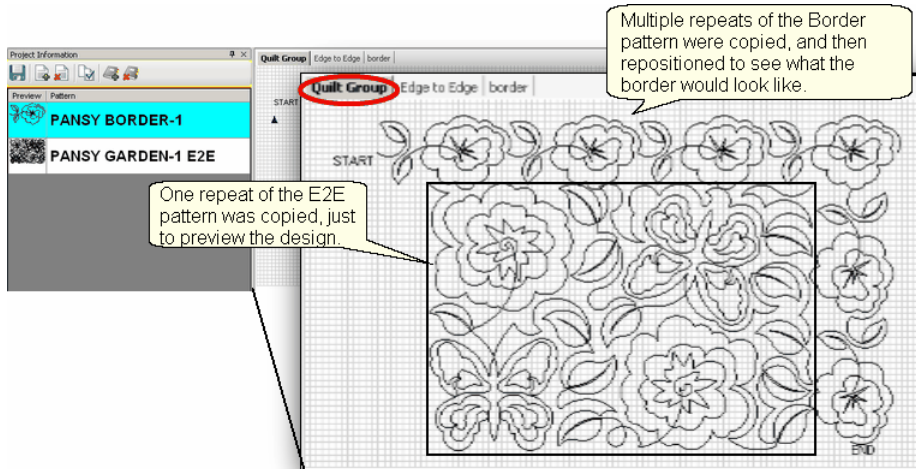 Project Information
Preview Pattern
PANSY BORDER-1
PANSY GARDEN-1 E2E
Quilt Group Edge to Edge border
START
Quilt Group Edge to Edge border
START
Multiple repeats of the Border
pattern were copied, and then
repositioned to see what the
border would look like.
One repeat of the E2E
pattern was copied, just
to preview the design.
END